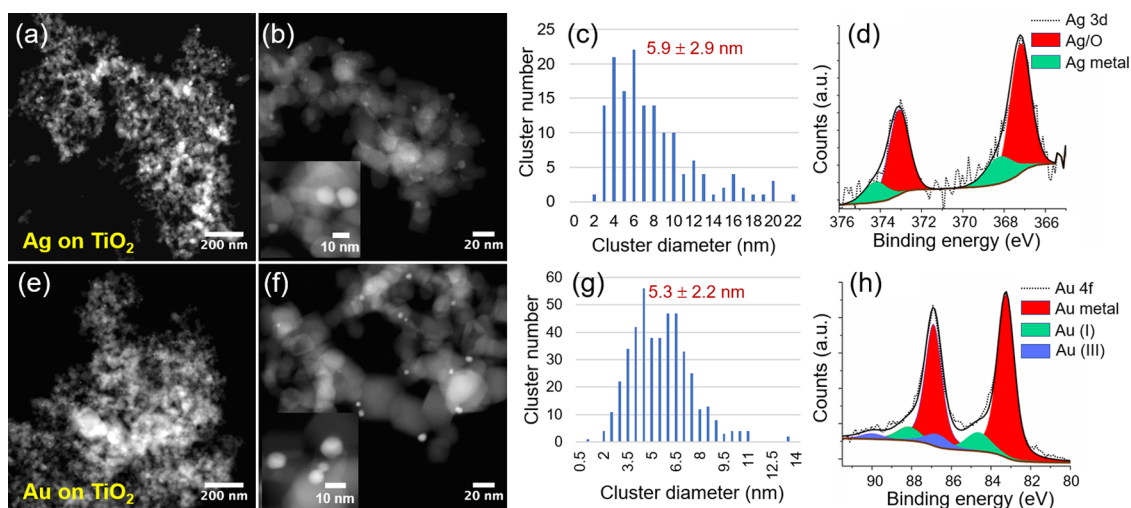 (a)
200 nm
Ag on TiO₂
(b)
10 nm
20 nm
(c)
25
20
15
10
5
0
Cluster number
5.9 ± 2.9 nm
0 2 4 6 8 10 12 14 16 18 20 22
Cluster diameter (nm)
(d)
Ag 3d
Ag/O
Ag metal
Counts (a.u.)
376 374 372 370 368 366
Binding energy (eV)
(e)
200 nm
Au on TiO₂
(f)
10 nm
20 nm
(g)
60
50
40
30
20
10
0
Cluster number
5.3 ± 2.2 nm
0.5 2 3.5 5 6.5 8 9.5 11 12.5 14
Cluster diameter (nm)
(h)
Au 4f
Au metal
Au (I)
Au (III)
Counts (a.u.)
90 88 86 84 82 80
Binding energy (eV)